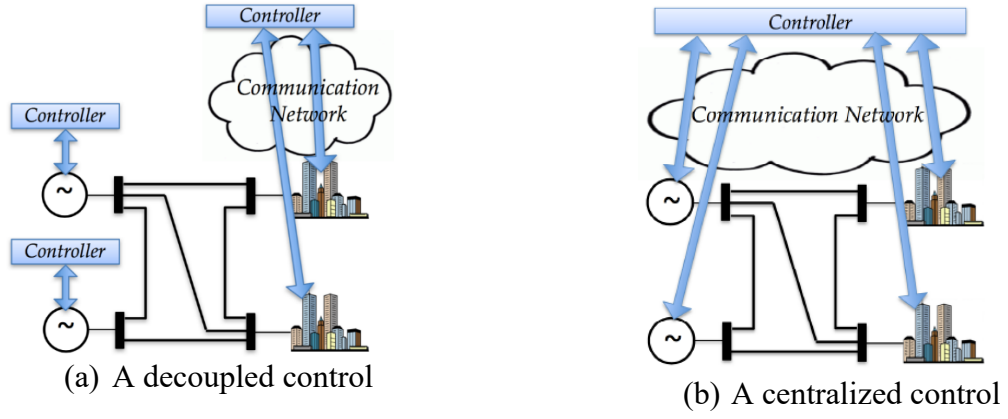 Controller
Communication
Network
Controller
~
Controller
~
(a) A decoupled control
Controller
Communication Network
~
~
(b) A centralized control